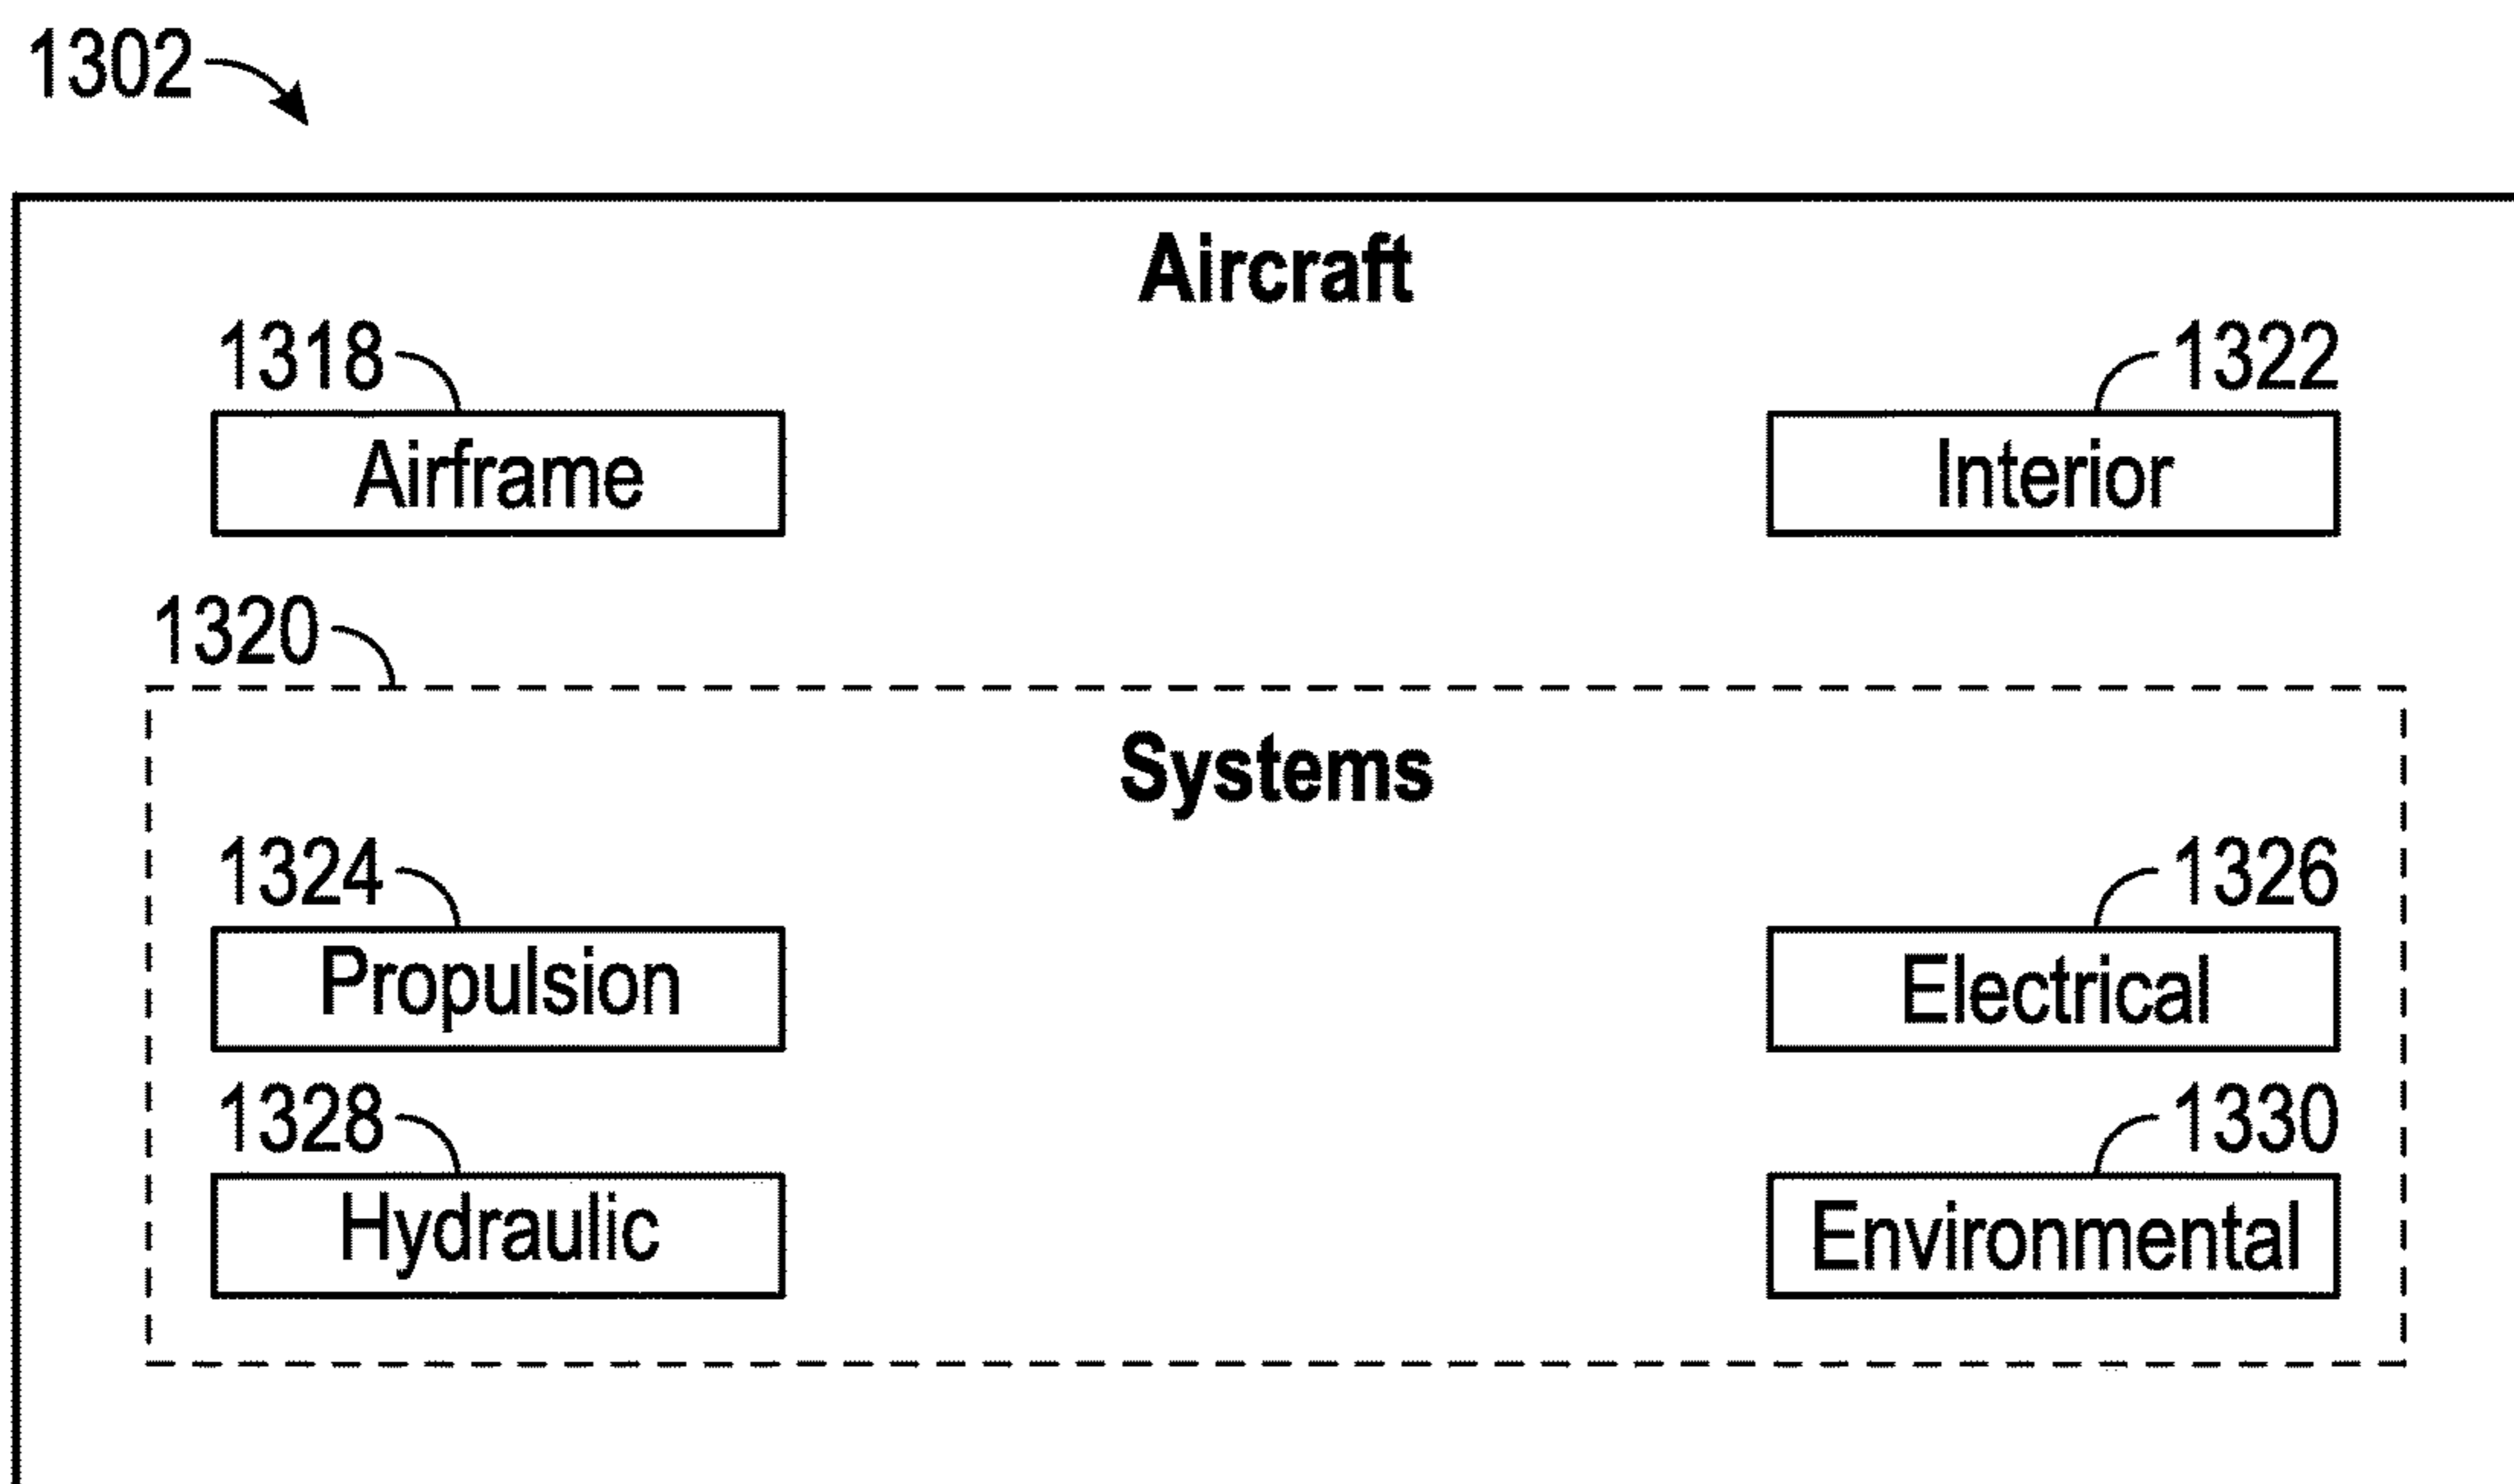 1302
Aircraft
1318 1322
Airframe Interior
1320
Systems
1324 1326
Propulsion Electrical
1328 1330
Hydraulic Environmental